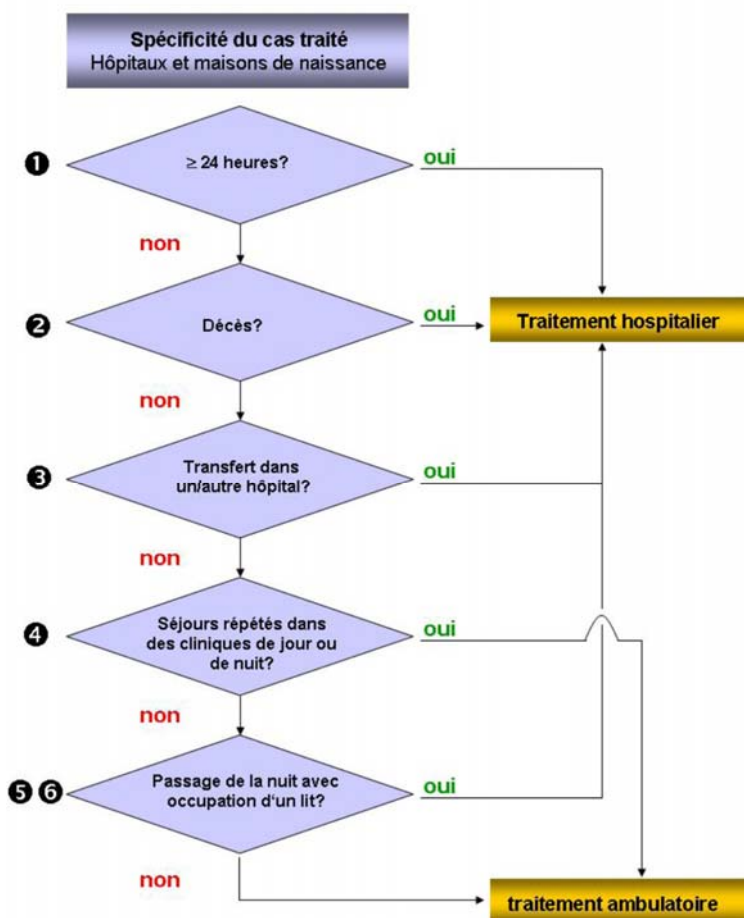 Spécificité du cas traité
Hôpitaux et maisons de naissance
❶
≥ 24 heures?
oui
non
❷
Décès?
oui
Traitement hospitalier
non
❸
Transfert dans
un/autre hôpital?
oui
non
❹
Séjours répétés dans
des cliniques de jour ou
de nuit?
oui
non
❺ ❻
Passage de la nuit avec
occupation d‘un lit?
oui
non
traitement ambulatoire